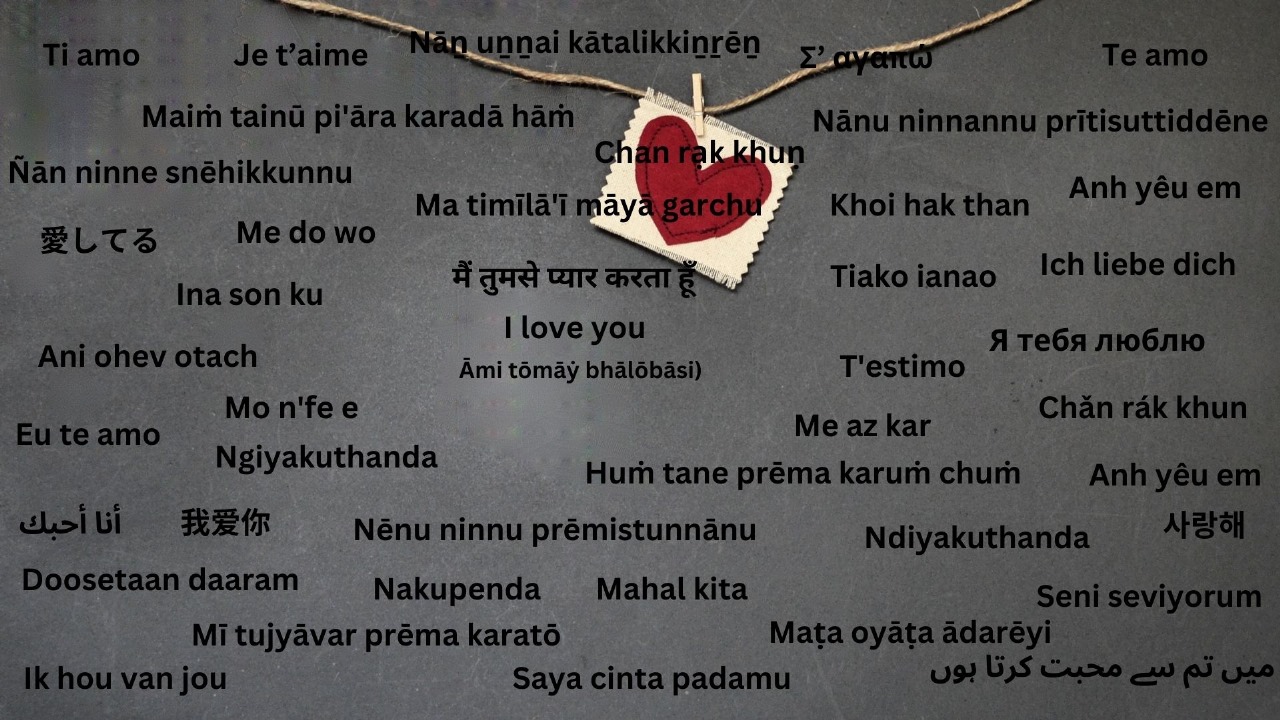 Ti amo
Je t’aime
Nāṉ uṉṉai kātalikkiṉṟēṉ
Σ’ αγαπώ
Te amo
Maiṁ tainū pi'āra karadā hāṁ
Nānu ninnannu prītisuttiddēne
Chan rạk khuṇ
Ñān ninne snēhikkunnu
Anh yêu em
Ma timīlā'ī māyā garchu
Khoi hak than
愛してる
Me do wo
मैं तुमसे प्यार करता हूँ
Tiako ianao
Ich liebe dich
Ina son ku
I love you
Я тебя люблю
Ani ohev otach
Āmi tōmāẏ bhālōbāsi)
T'estimo
Mo n'fe e
Chăn rák khun
Eu te amo
Me az kar
Ngiyakuthanda
Huṁ tane prēma karuṁ chuṁ
Anh yêu em
أنا أحبك
我爱你
Nēnu ninnu prēmistunnānu
Ndiyakuthanda
사랑해
Doosetaan daaram
Nakupenda
Mahal kita
Seni seviyorum
Mī tujyāvar prēma karatō
Maṭa oyāṭa ādarēyi
میں تم سے محبت کرتا ہوں
Ik hou van jou
Saya cinta padamu